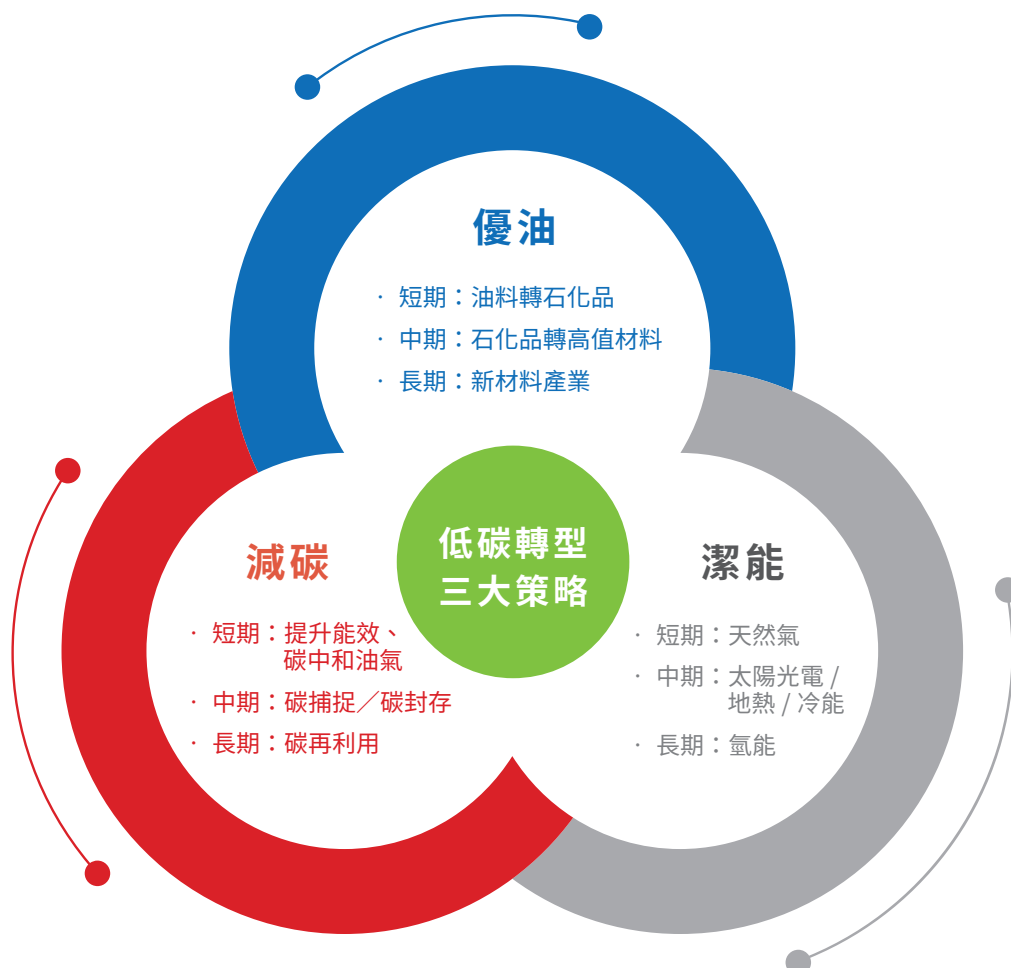 優油
· 短期：油料轉石化品
· 中期：石化品轉高值材料
· 長期：新材料產業
低碳轉型
三大策略
減碳
· 短期：提升能效、
碳中和油氣
· 中期：碳捕捉／碳封存
· 長期：碳再利用
潔能
· 短期：天然氣
· 中期：太陽光電 /
地熱 / 冷能
· 長期：氫能